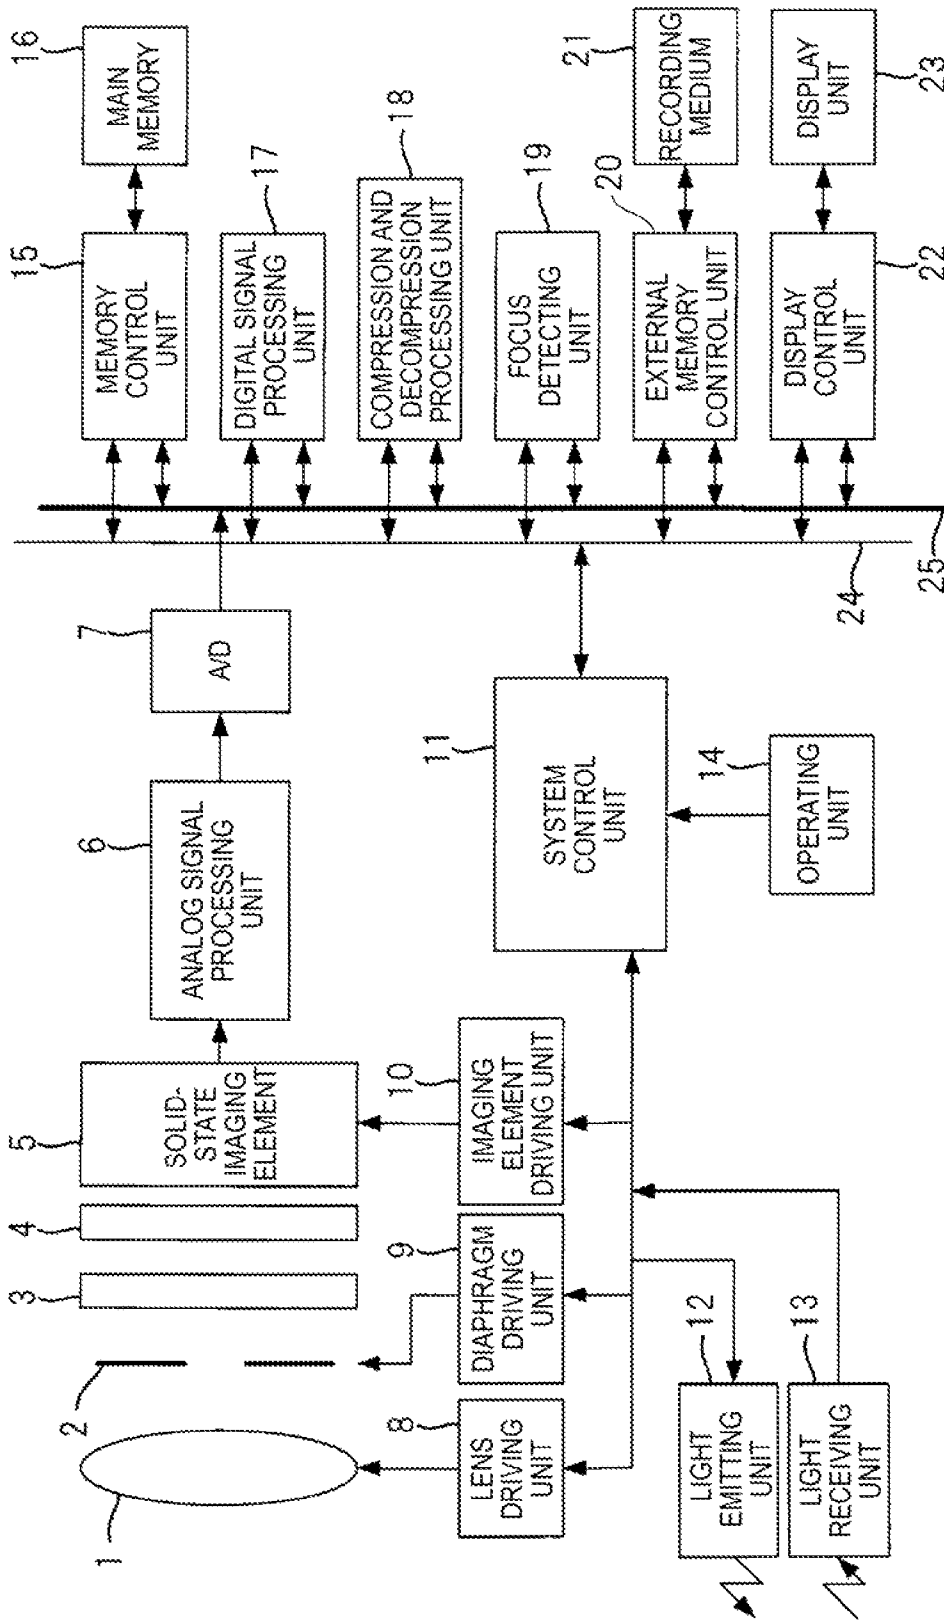 1
2
3
4
5
SOLID-
STATE
IMAGING
ELEMENT
6
ANALOG SIGNAL
PROCESSING
UNIT
7
A/D
8
LENS
DRIVING
UNIT
9
DIAPHRAGM
DRIVING
UNIT
10
IMAGING
ELEMENT
DRIVING UNIT
11
SYSTEM
CONTROL
UNIT
12
LIGHT
EMITTING
UNIT
13
LIGHT
RECEIVING
UNIT
14
OPERATING
UNIT
15
MEMORY
CONTROL
UNIT
16
MAIN
MEMORY
17
DIGITAL SIGNAL
PROCESSING
UNIT
18
COMPRESSION AND
DECOMPRESSION
PROCESSING UNIT
19
FOCUS
DETECTING
UNIT
20
EXTERNAL
MEMORY
CONTROL UNIT
21
RECORDING
MEDIUM
22
DISPLAY
CONTROL
UNIT
23
DISPLAY
UNIT
24
25